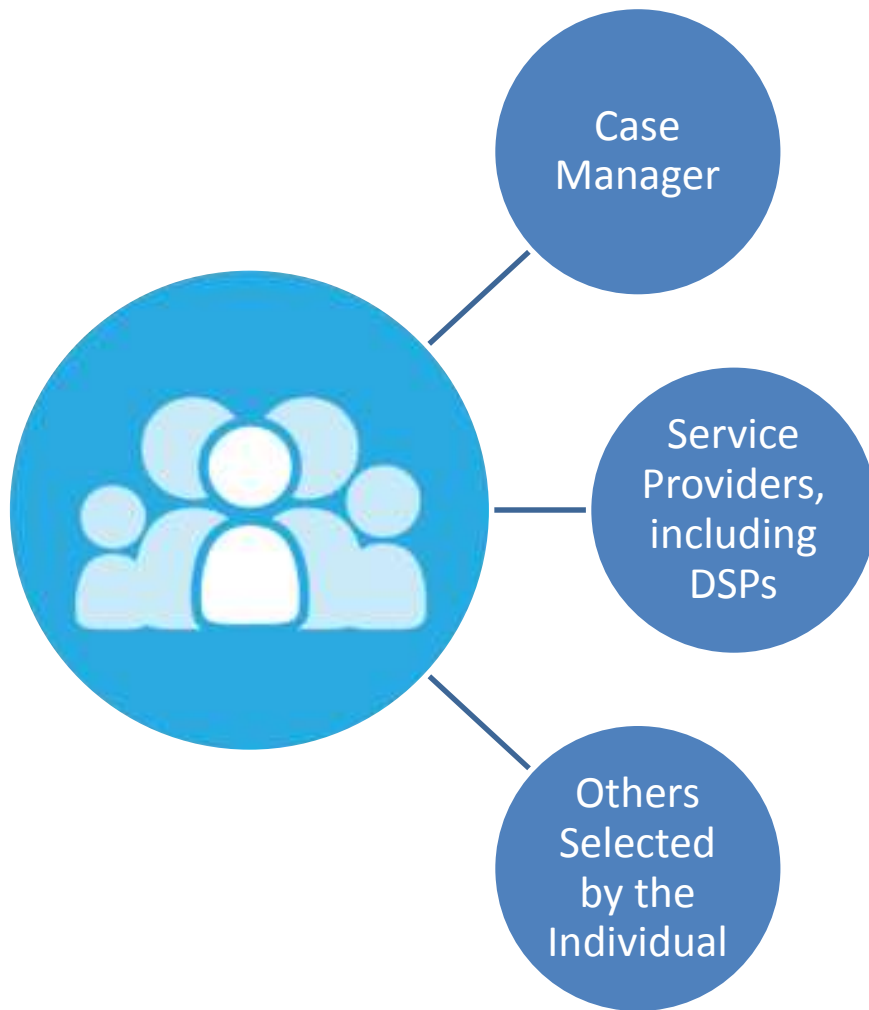 Case
Manager
Service
Providers,
including
DSPs
Others
Selected
by the
Individual